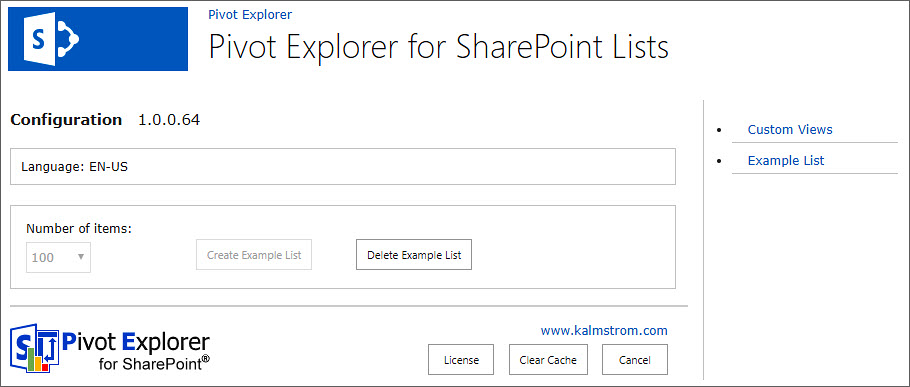 Pivot Explorer
Pivot Explorer for SharePoint Lists
S
Configuration 1.0.0.64
Language: EN-US
Number of items:
100
Create Example List
Delete Example List
Custom Views
Example List
S
Pivot Explorer
for SharePoint®
www.kalmstrom.com
License
Clear Cache
Cancel